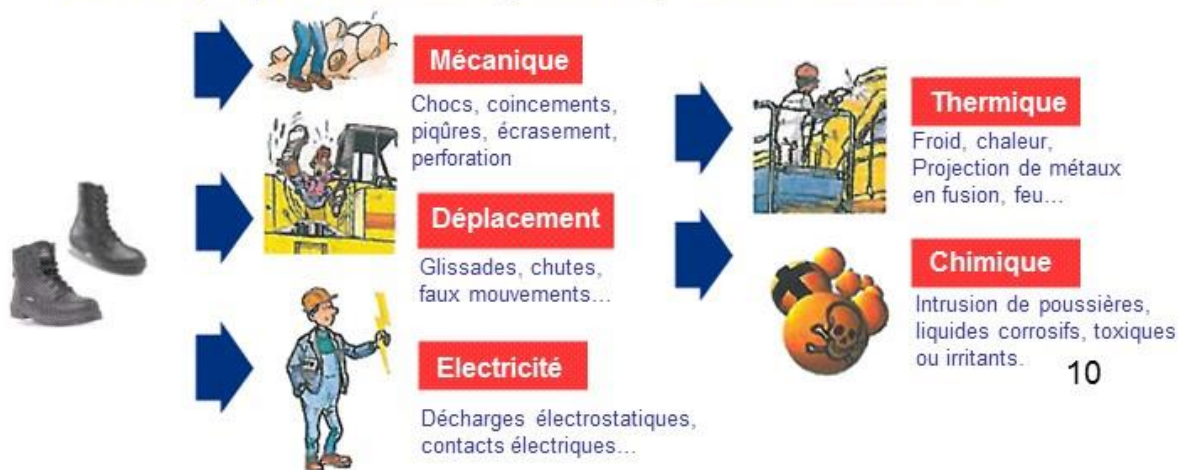 Mécanique
Chocs, coincements,
piqûres, écrasement,
perforation
Déplacement
Glissades, chutes,
faux mouvements…
Electricité
Décharges électrostatiques,
contacts électriques…
Thermique
Froid, chaleur,
Projection de métaux
en fusion, feu…
Chimique
Intrusion de poussières,
liquides corrosifs, toxiques
ou irritants.
10